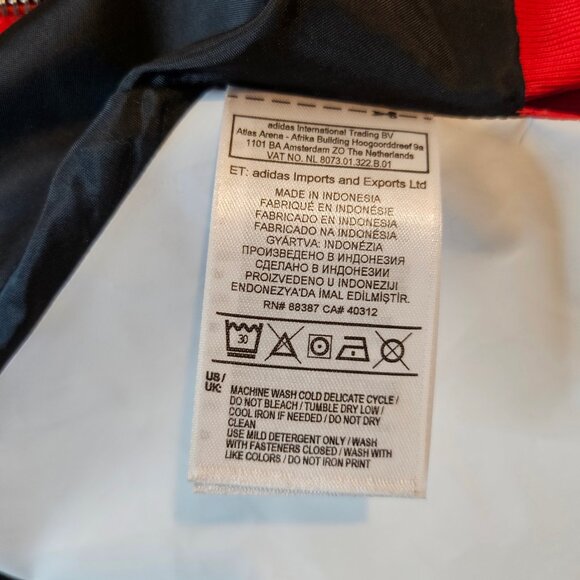 adidas International Trading BV
Atlas Arena - Afrika Building Hoogoorddreef 9a
1101 BA Amsterdam ZO The Netherlands
VAT NO. NL 8073.01.322.B.01
ET: adidas Imports and Exports Ltd
MADE IN INDONESIA
FABRIQUÉ EN INDONÉSIE
FABRICADO EN INDONESIA
FABRICADO NA INDONÉSIA
GYÁRTVA: INDONÉZIA
ПРОИЗВЕДЕНО В ИНДОНЕЗИЯ
СДЕЛАНО В ИНДОНЕЗИИ
PROIZVEDENO U INDONEZIJI
ENDONEZYA'DA İMAL EDİLMİŞTİR.
RN# 88387 CA# 40312
30
US/
UK: MACHINE WASH COLD DELICATE CYCLE/
DO NOT BLEACH / TUMBLE DRY LOW /
COOL IRON IF NEEDED / DO NOT DRY
CLEAN
USE MILD DETERGENT ONLY / WASH
WITH FASTENERS CLOSED / WASH WITH
LIKE COLORS / DO NOT IRON PRINT